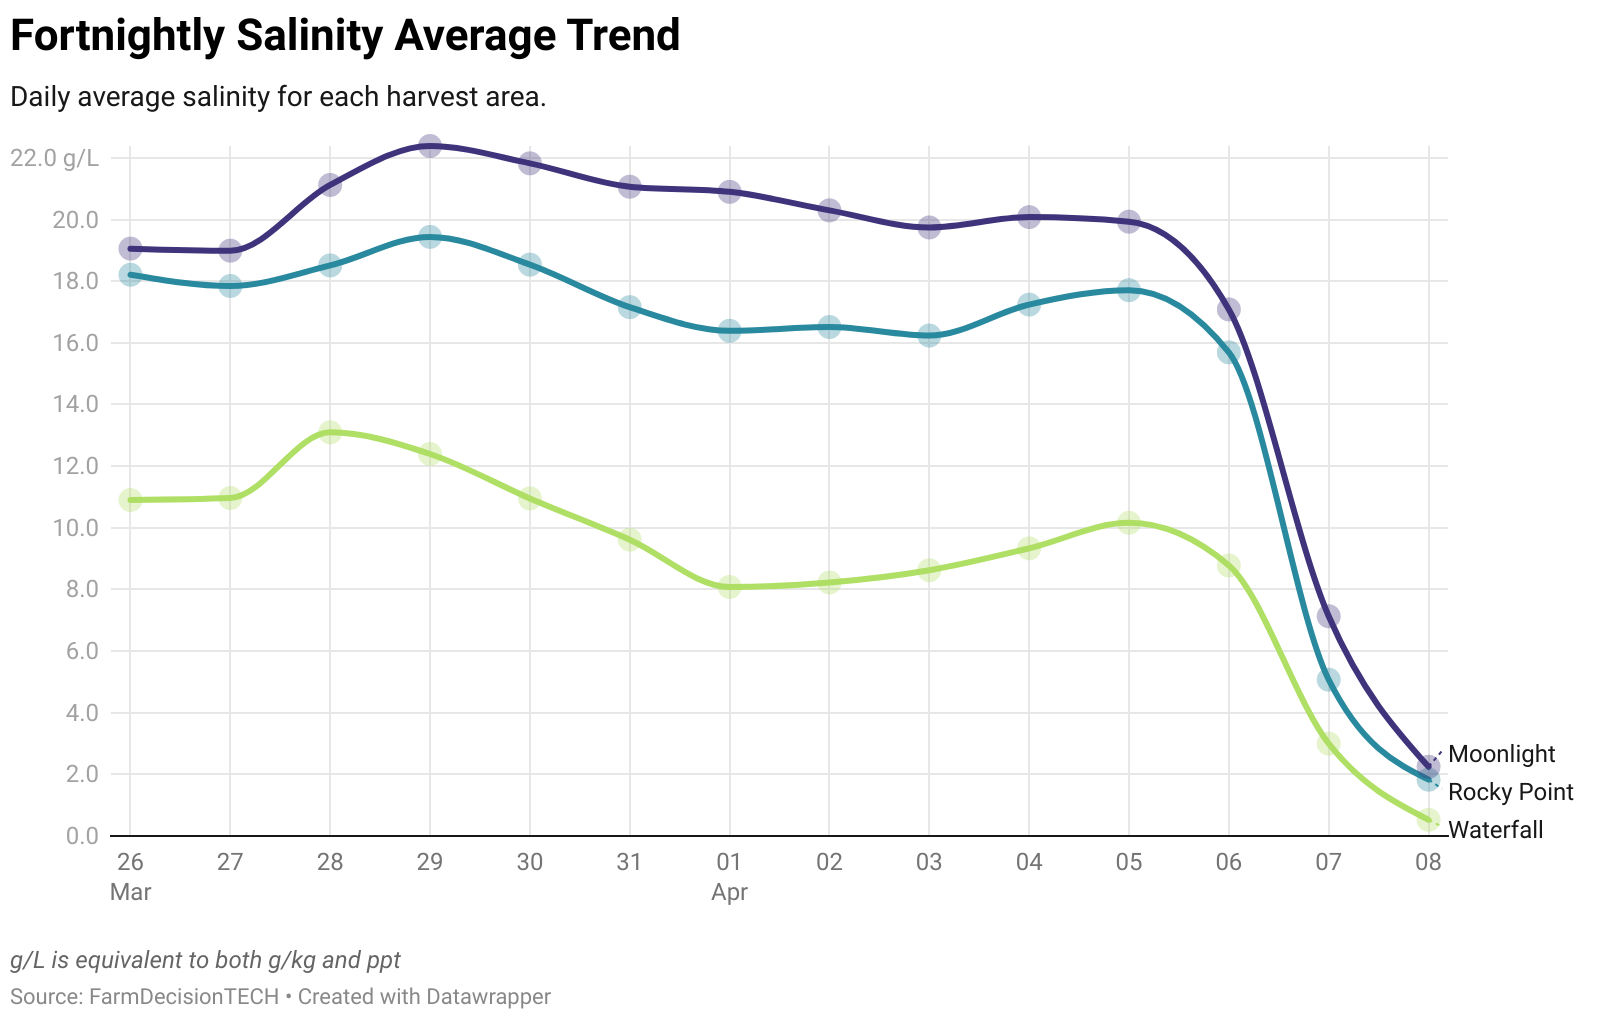 Fortnightly Salinity Average Trend
Daily average salinity for each harvest area.
22.0 g/L
20.0
18.0
16.0
14.0
12.0
10.0
8.0
6.0
4.0
2.0
0.0
Moonlight
Rocky Point
Waterfall
26 27 28 29 30 31 01 02 03 04 05 06 07 08
Mar Apr
g/L is equivalent to both g/kg and ppt
Source: FarmDecisionTECH • Created with Datawrapper